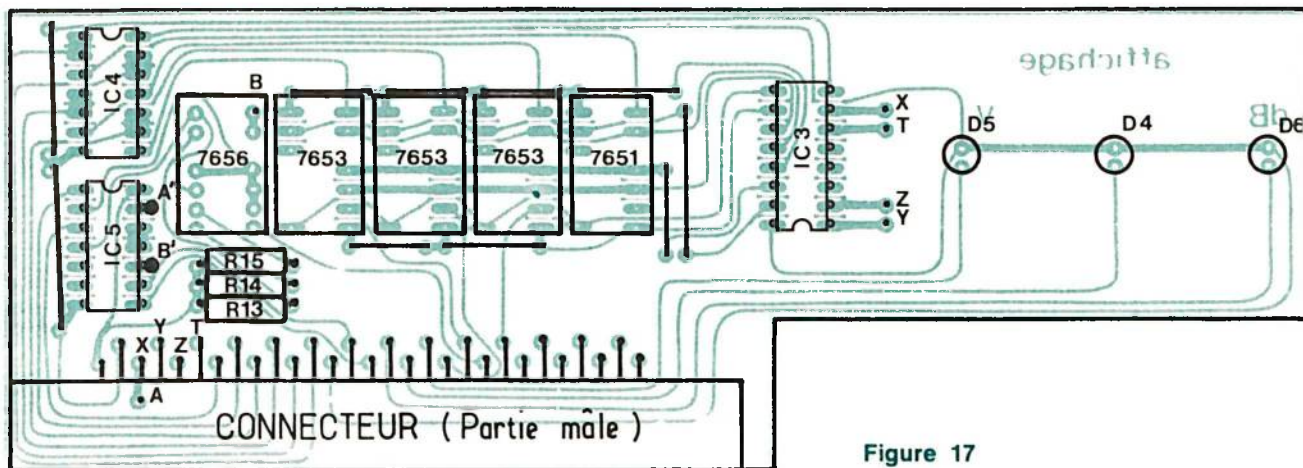 affichage
IC4
B
7656
7653
7653
7653
7651
IC3
X
T
Z
Y
D5
V
D4
D6
dB
IC5
A'
B'
R15
R14
R13
X
Y
Z
T
A
CONNECTEUR (Partie mâle)
Figure 17